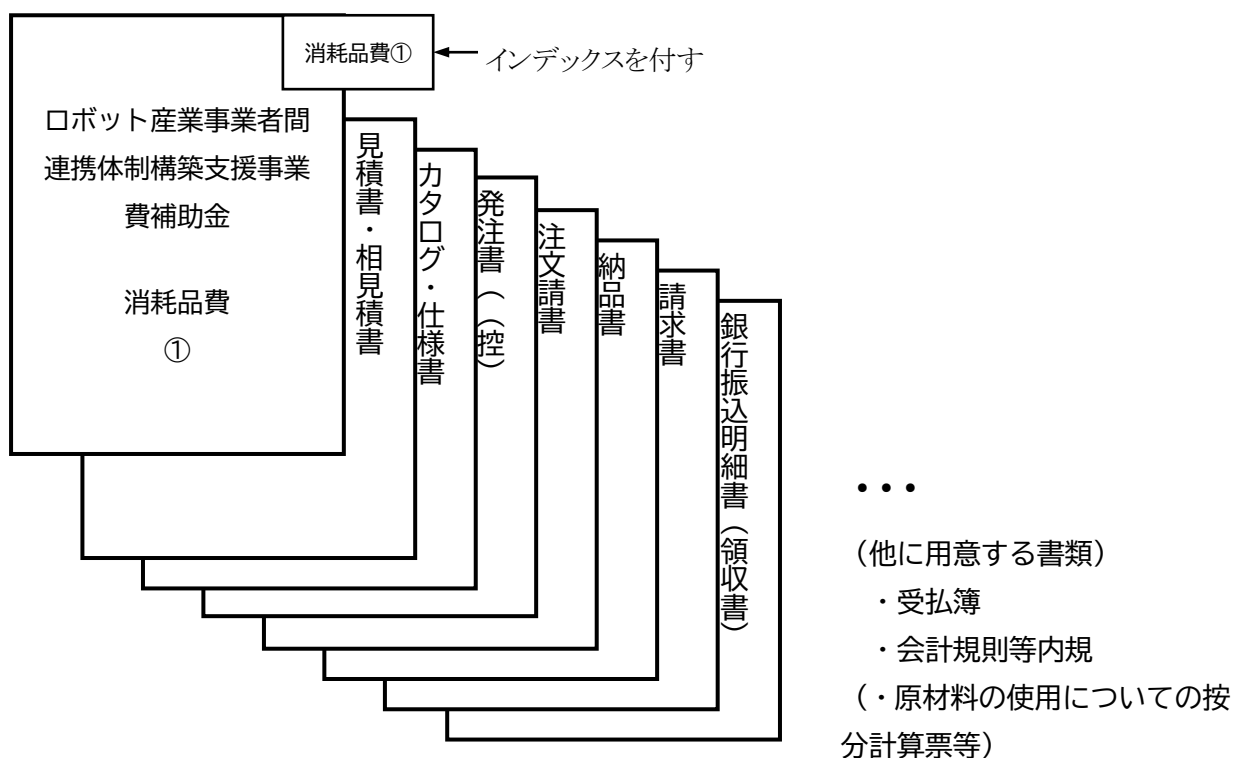 消耗品費①
インデックスを付す
ロボット産業事業者間
連携体制構築支援事業
費補助金
消耗品費
①
見積書・相見積書
カタログ・仕様書
発注書（（控）
注文請書
納品書
請求書
銀行振込明細書（領収書）
・・・
（他に用意する書類）
・受払簿
・会計規則等内規
（・原材料の使用についての按
分計算票等）